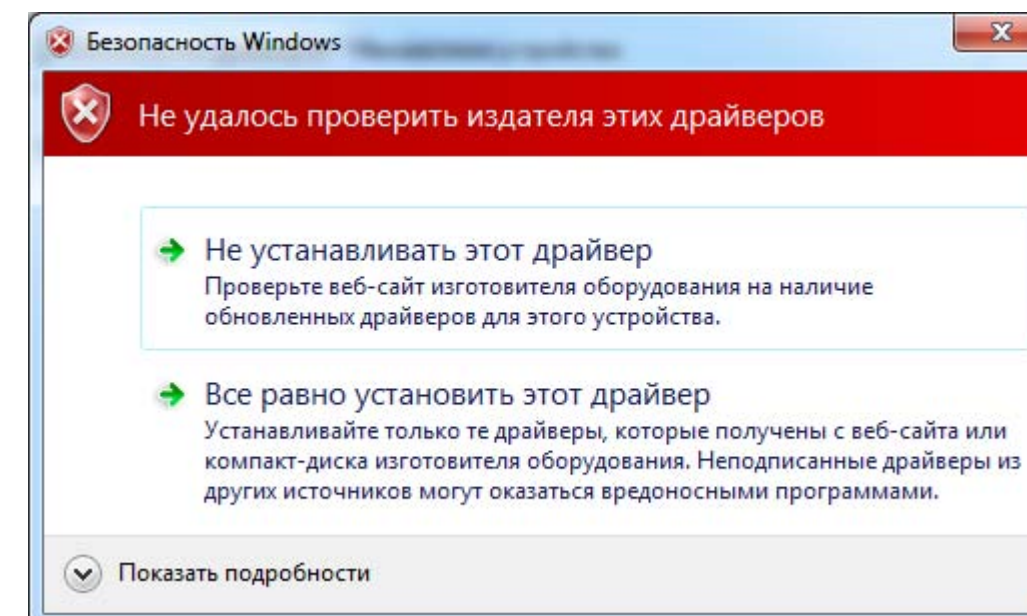 Безопасность Windows
Не удалось проверить издателя этих драйверов
Не устанавливать этот драйвер
Проверьте веб-сайт изготовителя оборудования на наличие
обновленных драйверов для этого устройства.
Все равно установить этот драйвер
Устанавливайте только те драйверы, которые получены с веб-сайта или
компакт-диска изготовителя оборудования. Неподписанные драйверы из
других источников могут оказаться вредоносными программами.
Показать подробности